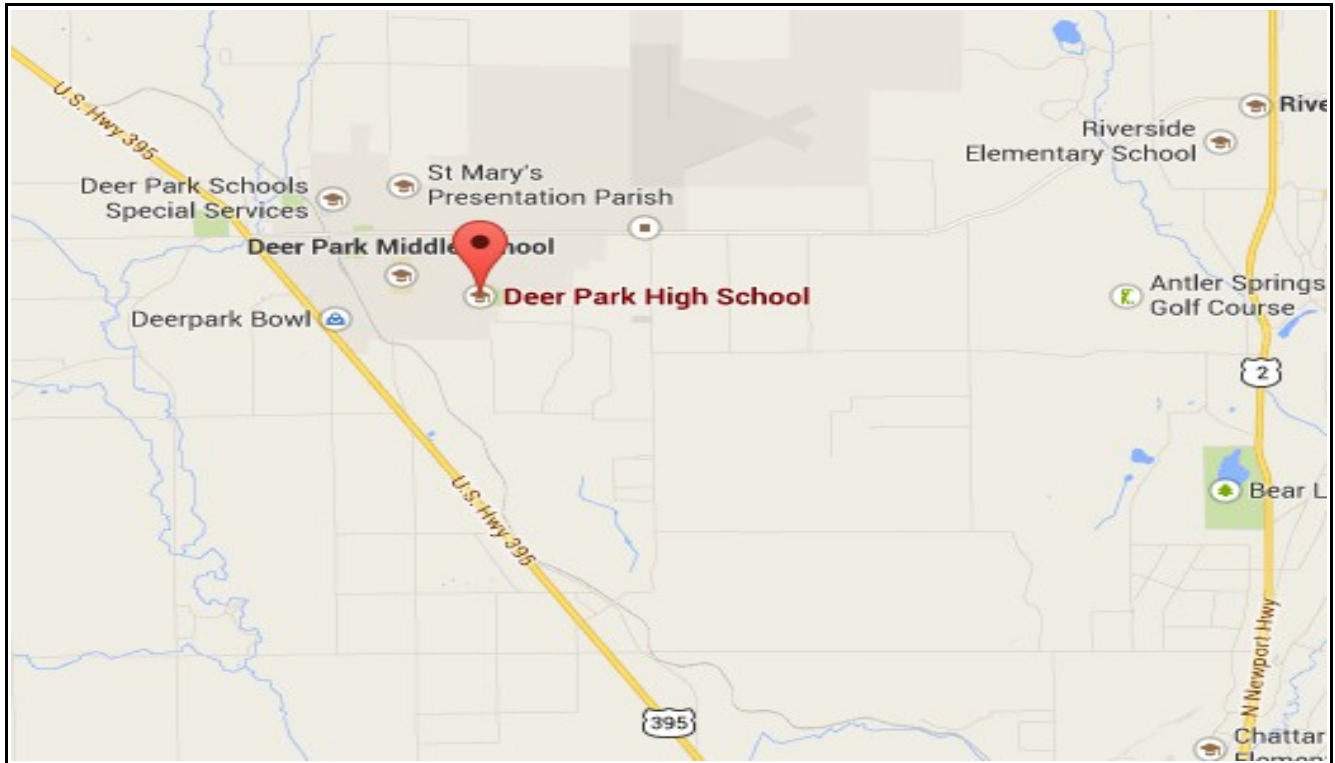 U.S. Hwy 395
Deer Park Schools
Special Services
St Mary's
Presentation Parish
Riverside
Elementary School
Rive
Deer Park Middle
Deer Park High School
Deerpark Bowl
Antler Springs
Golf Course
2
U.S. Hwy 395
Bear L
N Newport Hwy
395
Chattar